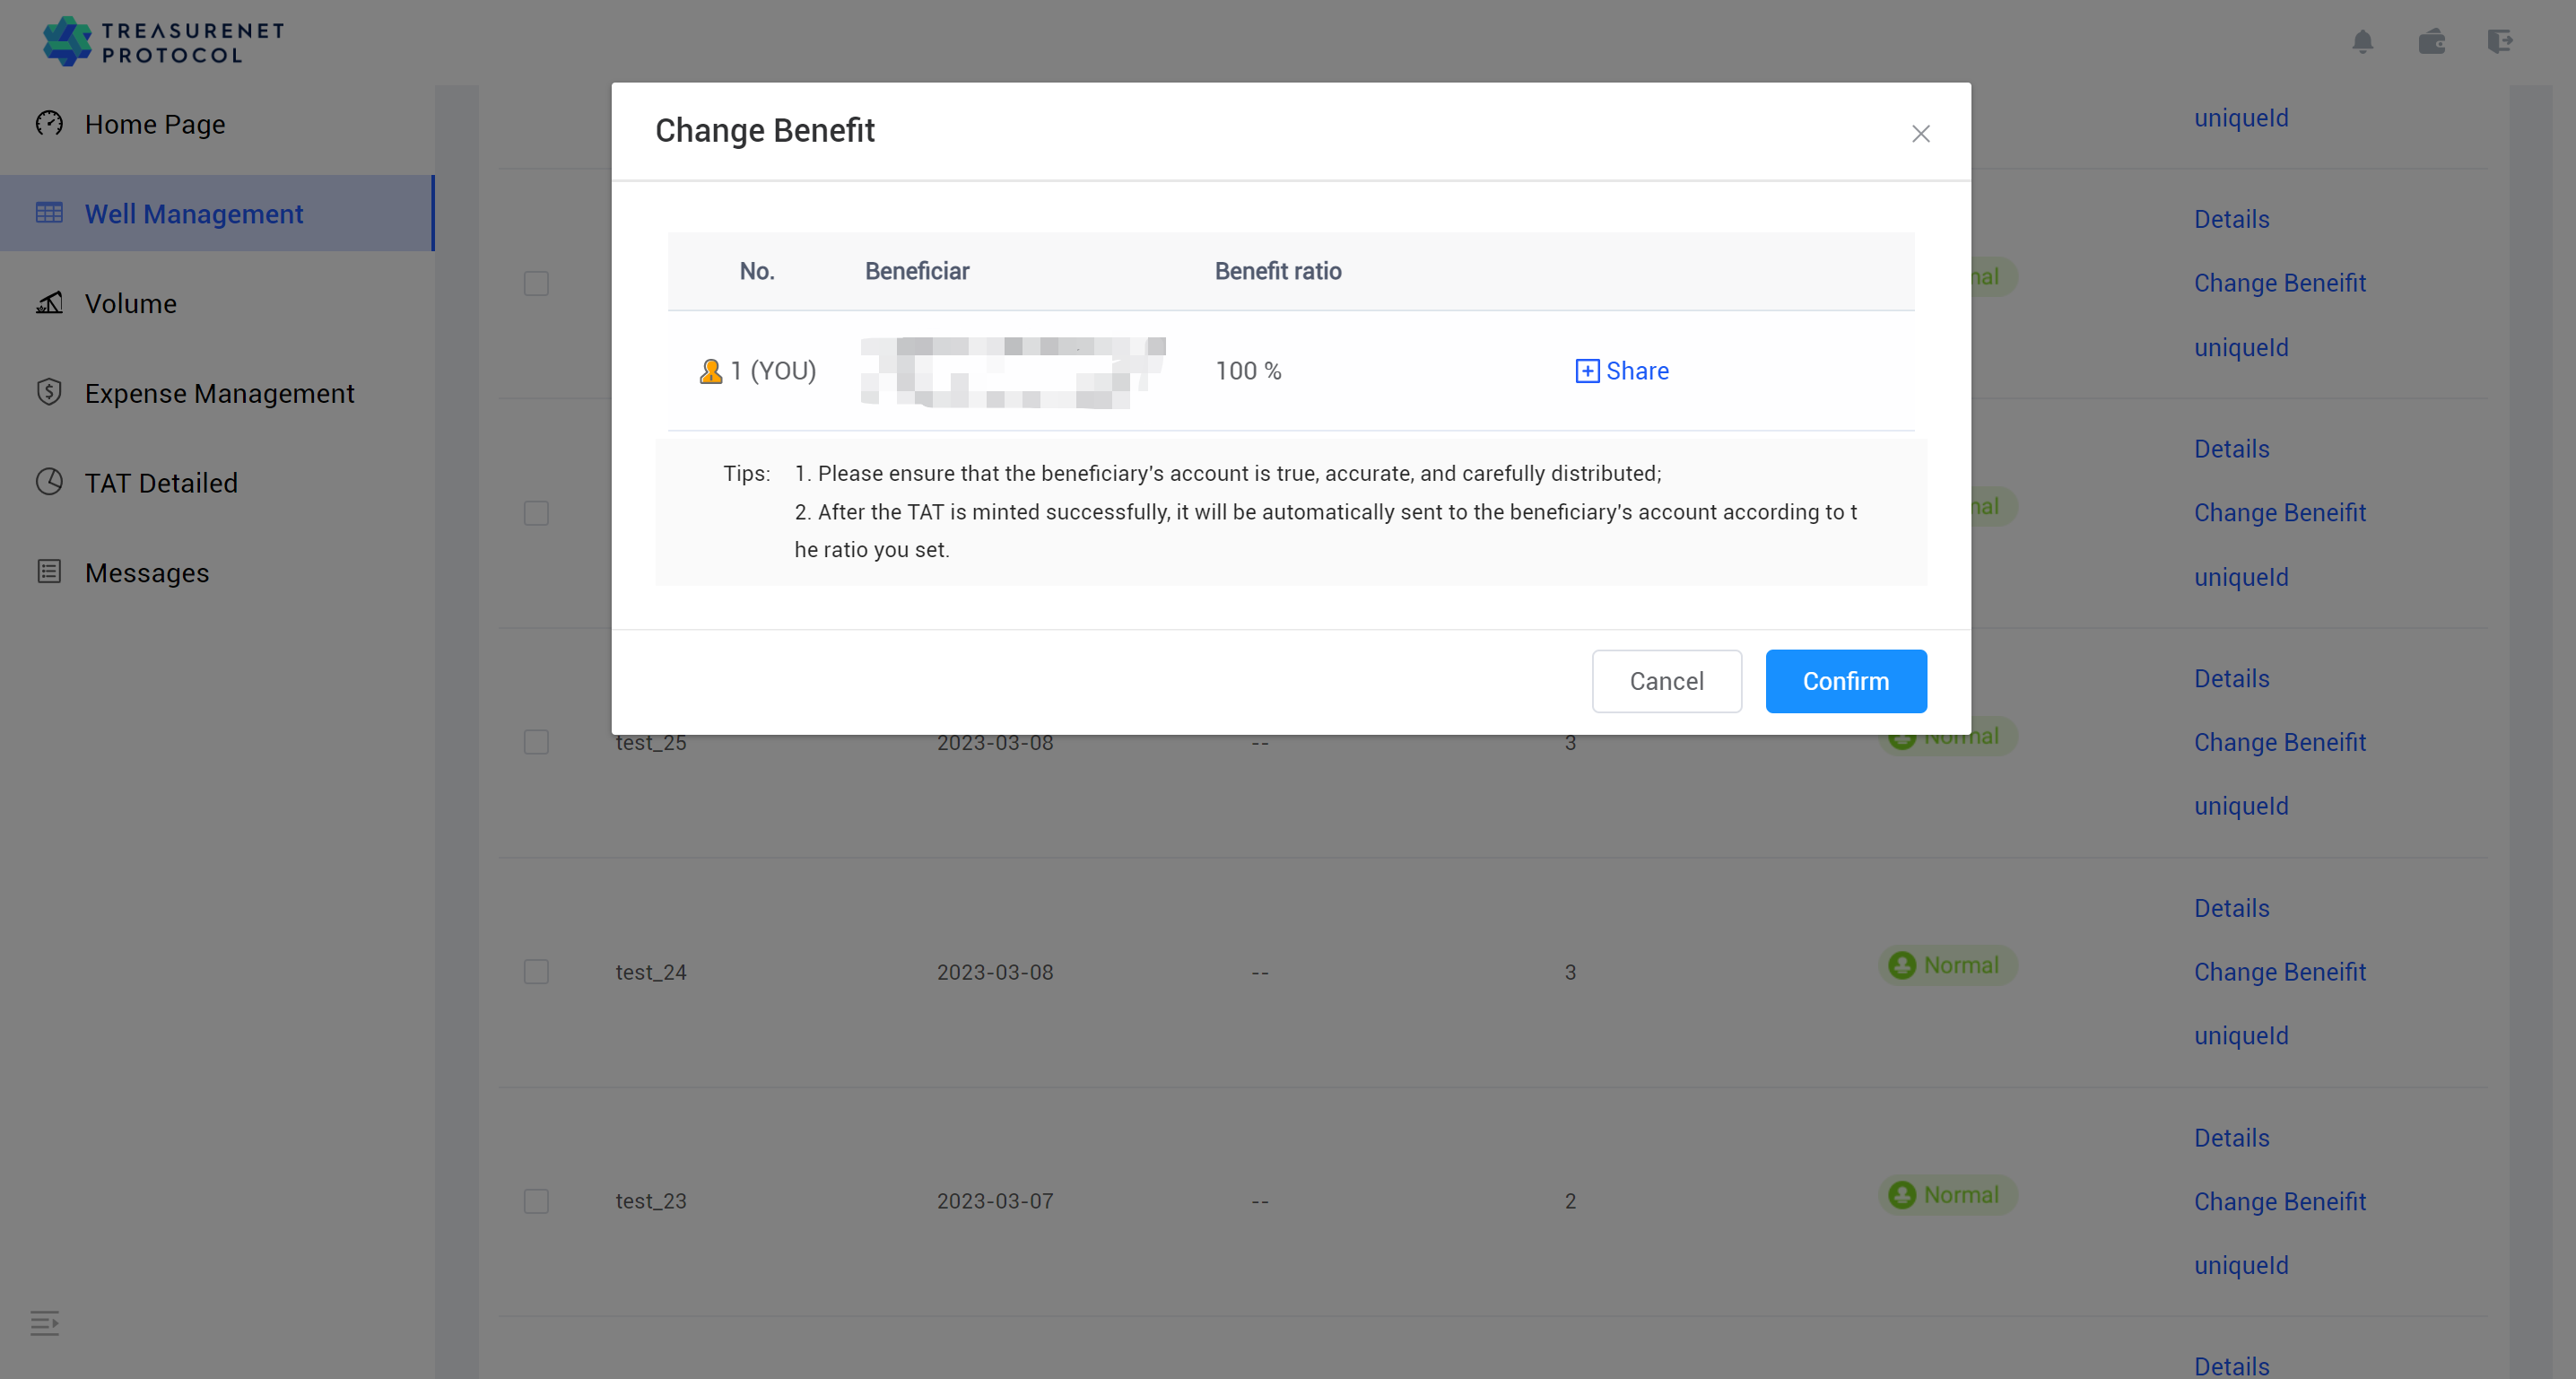 TREASURENET
PROTOCOL
Home Page
Well Management
Volume
Expense Management
TAT Detailed
Messages
Change Benefit
No. Beneficiar Benefit ratio
1 (YOU) 100 % Share
Tips: 1. Please ensure that the beneficiary's account is true, accurate, and carefully distributed;
2. After the TAT is minted successfully, it will be automatically sent to the beneficiary's account according to t
he ratio you set.
Cancel Confirm
uniqueId
Details
Change Beneifit
uniqueId
Details
Change Beneifit
uniqueId
Details
test_25 2023-03-08 -- 3 Normal Change Beneifit
uniqueId
Details
test_24 2023-03-08 -- 3 Normal Change Beneifit
uniqueId
Details
test_23 2023-03-07 -- 2 Normal Change Beneifit
uniqueId
Details